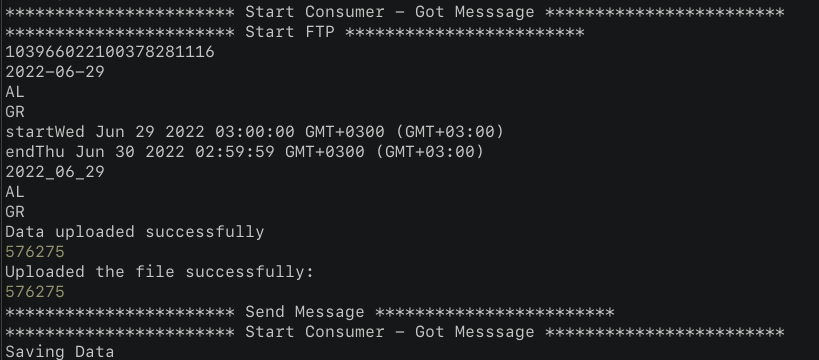 *********************** Start Consumer - Got Messsage ************************
*********************** Start FTP ************************
103966022100378281116
2022-06-29
AL
GR
startWed Jun 29 2022 03:00:00 GMT+0300 (GMT+03:00)
endThu Jun 30 2022 02:59:59 GMT+0300 (GMT+03:00)
2022_06_29
AL
GR
Data uploaded successfully
576275
Uploaded the file successfully:
576275
*********************** Send Message ************************
*********************** Start Consumer - Got Messsage ************************
Saving Data